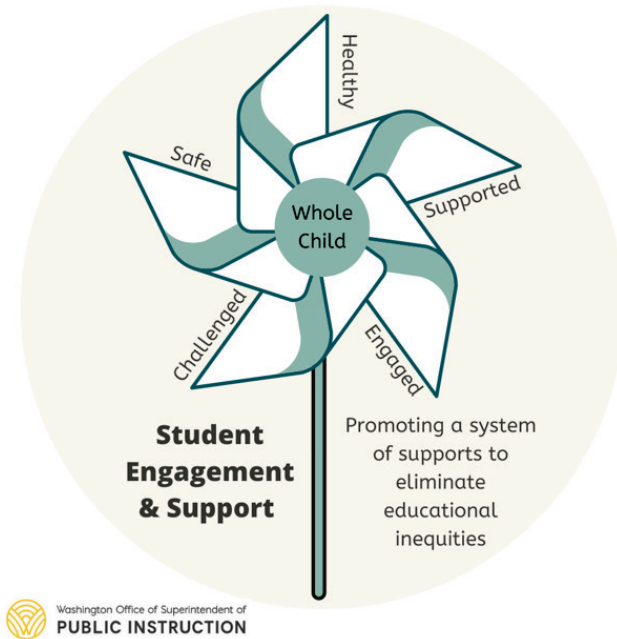 Healthy
Safe
Supported
Whole
Child
Challenged
Engaged
Student
Engagement
& Support
Promoting a system
of supports to
eliminate
educational
inequities
Washington Office of Superintendent of
PUBLIC INSTRUCTION